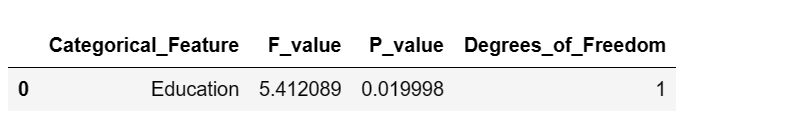 Categorical_Feature F_value P_value Degrees_of_Freedom
0 Education 5.412089 0.019998 1